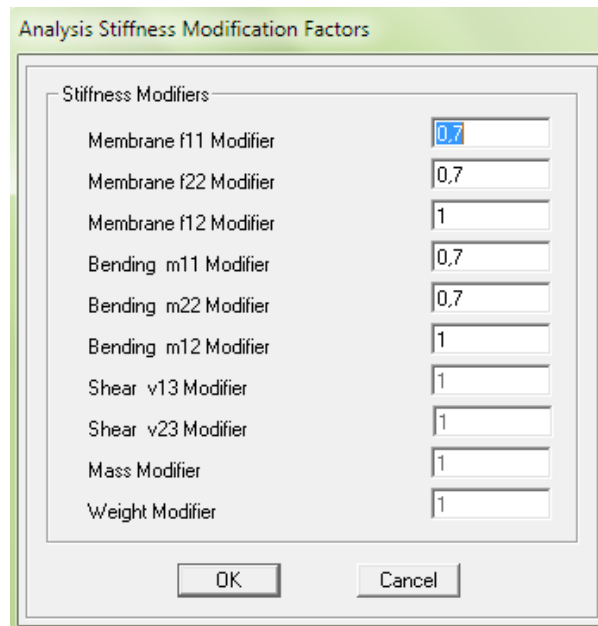 Analysis Stiffness Modification Factors
Stiffness Modifiers
Membrane f11 Modifier 0,7
Membrane f22 Modifier 0,7
Membrane f12 Modifier 1
Bending m11 Modifier 0,7
Bending m22 Modifier 0,7
Bending m12 Modifier 1
Shear v13 Modifier 1
Shear v23 Modifier 1
Mass Modifier 1
Weight Modifier 1
OK Cancel